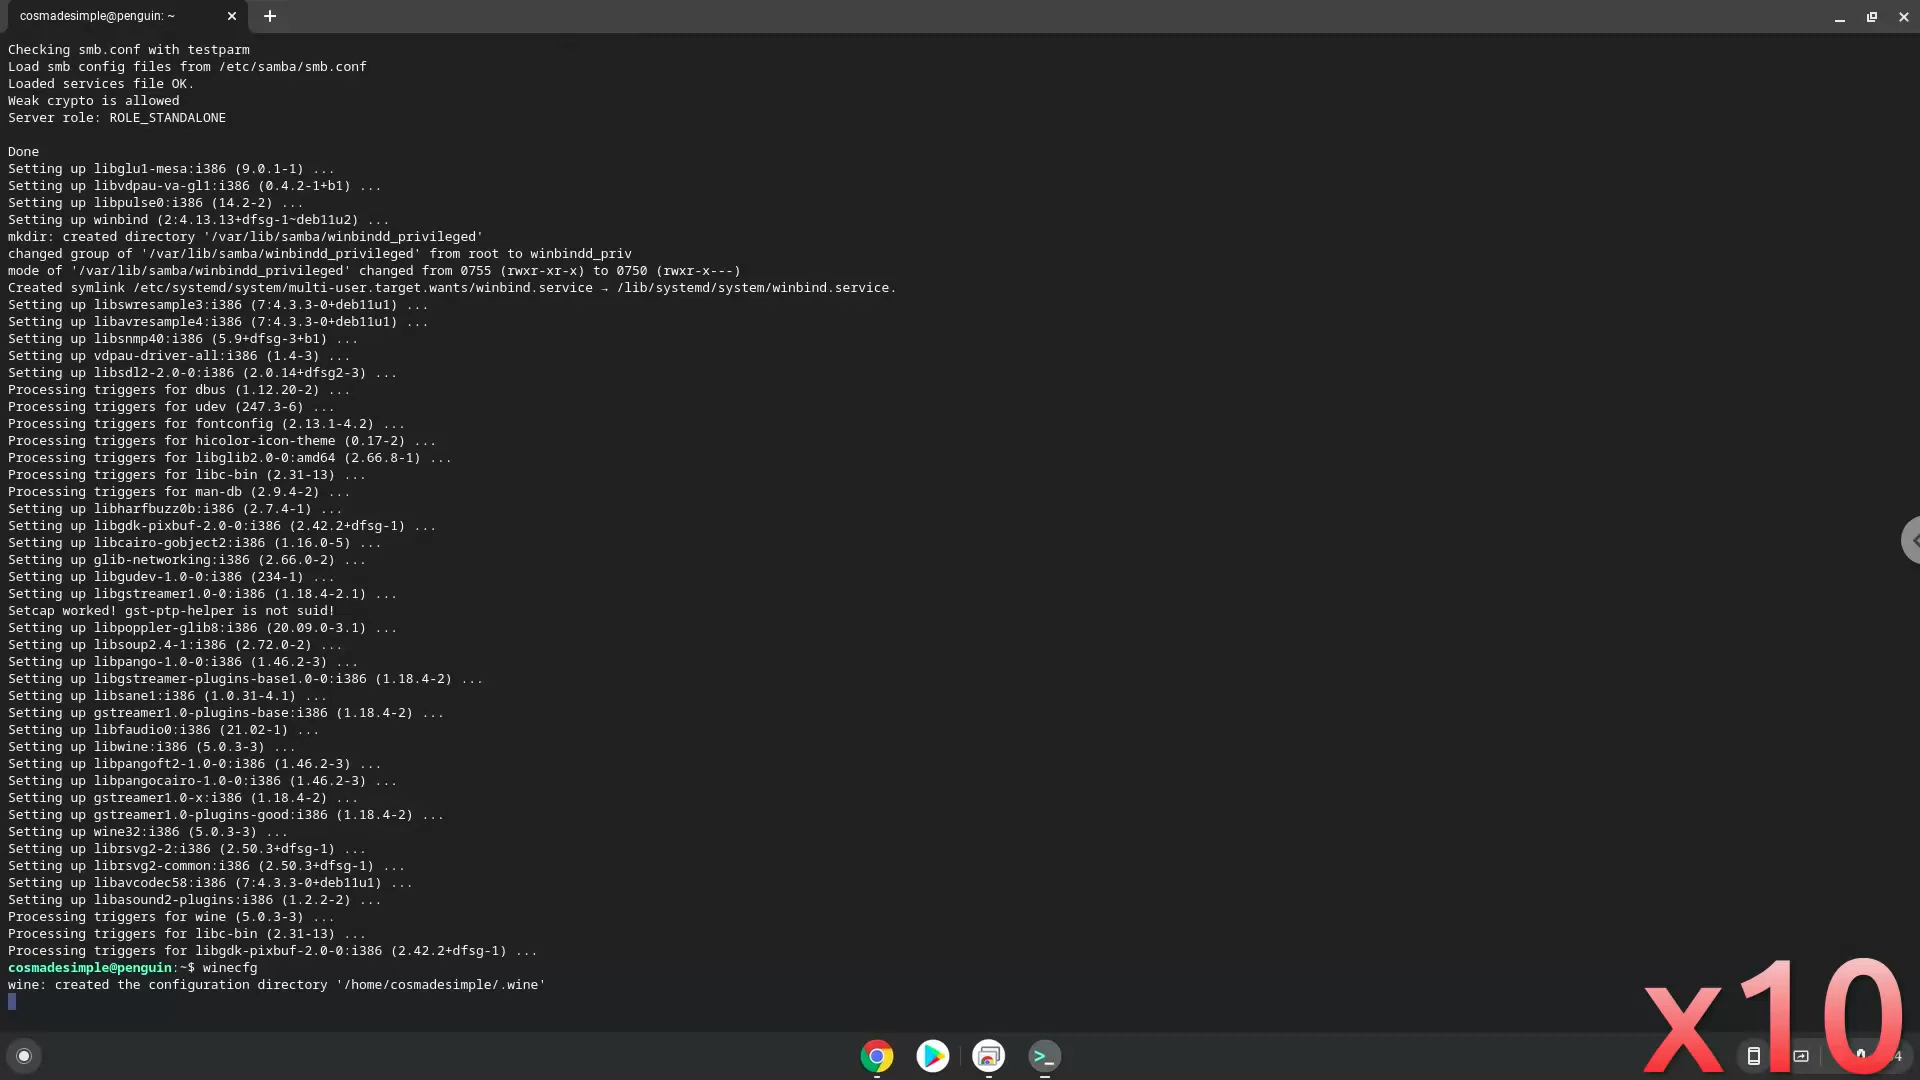 cosmadesimple@penguin: ~
Checking smb.conf with testparm
Load smb config files from /etc/samba/smb.conf
Loaded services file OK.
Weak crypto is allowed
Server role: ROLE_STANDALONE
Done
Setting up libglu1-mesa:i386 (9.0.1-1) ...
Setting up libvdpau-va-gl1:i386 (0.4.2-1+b1) ...
Setting up libpulse0:i386 (14.2-2) ...
Setting up winbind (2:4.13.13+dfsg-1~deb11u2) ...
mkdir: created directory '/var/lib/samba/winbindd_privileged'
changed group of '/var/lib/samba/winbindd_privileged' from root to winbindd_priv
mode of '/var/lib/samba/winbindd_privileged' changed from 0755 (rwxr-xr-x) to 0750 (rwxr-x---)
Created symlink /etc/systemd/system/multi-user.target.wants/winbind.service → /lib/systemd/system/winbind.service.
Setting up libswresample3:i386 (7:4.3.3-0+deb11u1) ...
Setting up libavresample4:i386 (7:4.3.3-0+deb11u1) ...
Setting up libsnmp40:i386 (5.9+dfsg-3+b1) ...
Setting up vdpau-driver-all:i386 (1.4-3) ...
Setting up libsdl2-2.0-0:i386 (2.0.14+dfsg2-3) ...
Processing triggers for dbus (1.12.20-2) ...
Processing triggers for udev (247.3-6) ...
Processing triggers for fontconfig (2.13.1-4.2) ...
Processing triggers for hicolor-icon-theme (0.17-2) ...
Processing triggers for libglib2.0-0:amd64 (2.66.8-1) ...
Processing triggers for libc-bin (2.31-13) ...
Processing triggers for man-db (2.9.4-2) ...
Setting up libharfbuzz0b:i386 (2.7.4-1) ...
Setting up libgdk-pixbuf-2.0-0:i386 (2.42.2+dfsg-1) ...
Setting up libcairo-gobject2:i386 (1.16.0-5) ...
Setting up glib-networking:i386 (2.66.0-2) ...
Setting up libgudev-1.0-0:i386 (234-1) ...
Setting up libgstreamer1.0-0:i386 (1.18.4-2.1) ...
Setcap worked! gst-ptp-helper is not suid!
Setting up libpoppler-glib8:i386 (20.09.0-3.1) ...
Setting up libsoup2.4-1:i386 (2.72.0-2) ...
Setting up libpango-1.0-0:i386 (1.46.2-3) ...
Setting up libgstreamer-plugins-base1.0-0:i386 (1.18.4-2) ...
Setting up libsane1:i386 (1.0.31-4.1) ...
Setting up gstreamer1.0-plugins-base:i386 (1.18.4-2) ...
Setting up libfaudio0:i386 (21.02-1) ...
Setting up libwine:i386 (5.0.3-3) ...
Setting up libpangoft2-1.0-0:i386 (1.46.2-3) ...
Setting up libpangocairo-1.0-0:i386 (1.46.2-3) ...
Setting up gstreamer1.0-x:i386 (1.18.4-2) ...
Setting up gstreamer1.0-plugins-good:i386 (1.18.4-2) ...
Setting up wine32:i386 (5.0.3-3) ...
Setting up librsvg2-2:i386 (2.50.3+dfsg-1) ...
Setting up librsvg2-common:i386 (2.50.3+dfsg-1) ...
Setting up libavcodec58:i386 (7:4.3.3-0+deb11u1) ...
Setting up libasound2-plugins:i386 (1.2.2-2) ...
Processing triggers for wine (5.0.3-3) ...
Processing triggers for libc-bin (2.31-13) ...
Processing triggers for libgdk-pixbuf-2.0-0:i386 (2.42.2+dfsg-1) ...
cosmadesimple@penguin:~$ winecfg
wine: created the configuration directory '/home/cosmadesimple/.wine'
x10